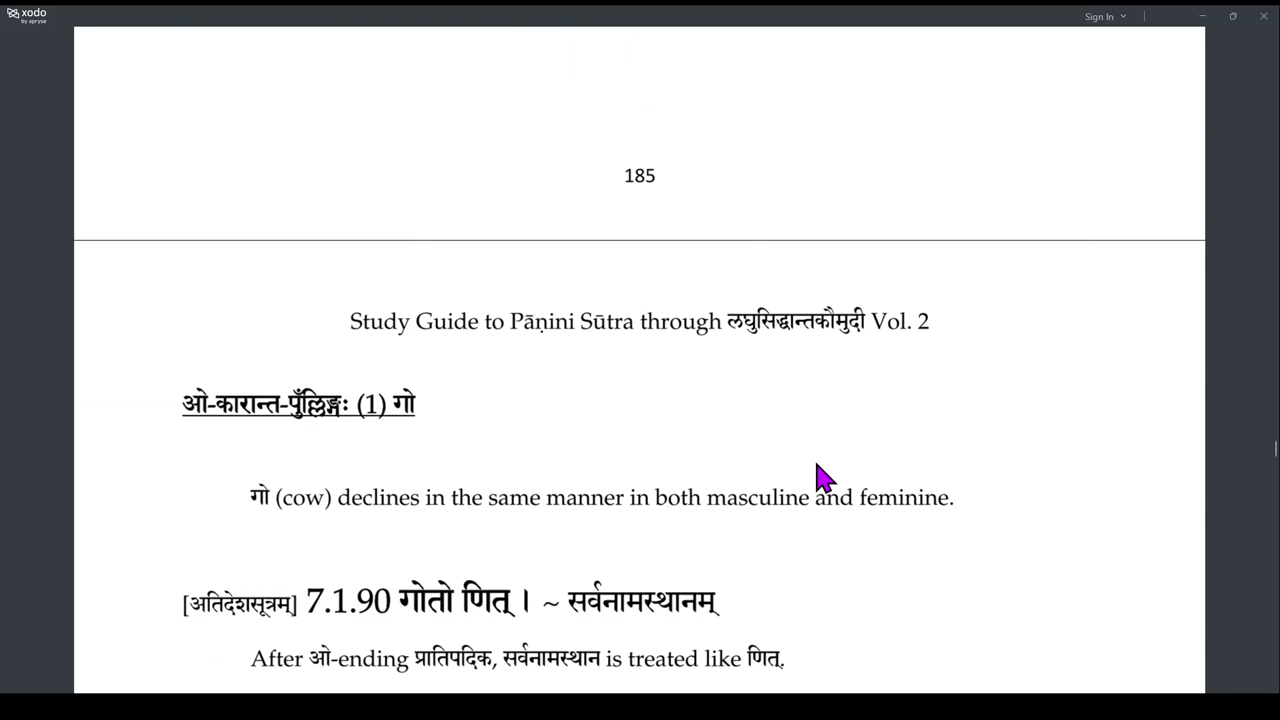 xodo
by apryse
Sign In
185
Study Guide to Pāṇini Sūtra through लघुसिद्धान्तकौमुदी Vol. 2
ओ-कारान्त-पुँल्लिङ्गः (1) गो
गो (cow) declines in the same manner in both masculine and feminine.
[अतिदेशसूत्रम्] 7.1.90 गोतो णित् । ~ सर्वनामस्थानम्
After ओ-ending प्रातिपदिक, सर्वनामस्थान is treated like णित्.